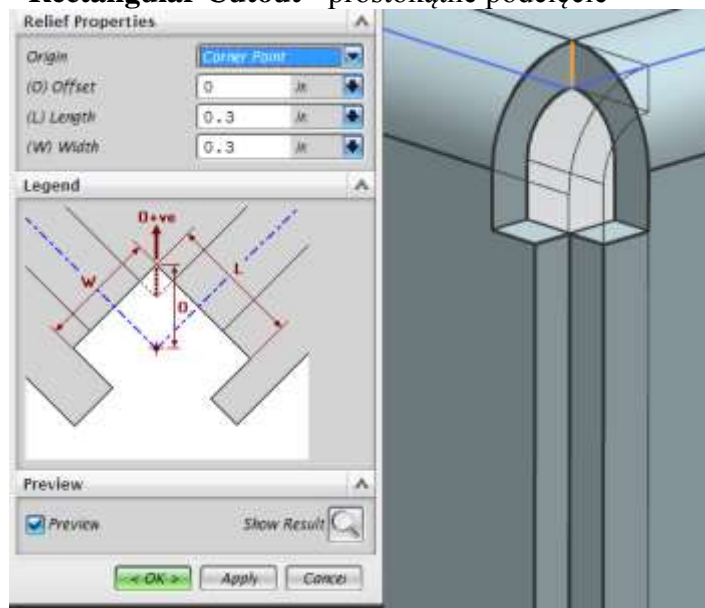 Rectangular Cutout - prostokątne podcięcie
Relief Properties
Origin Corner Point
(O) Offset 0 in
(L) Length 0.3 in
(W) Width 0.3 in
Legend
O+ve
W
L
O
Preview
Preview Show Result
< OK > Apply Cancel